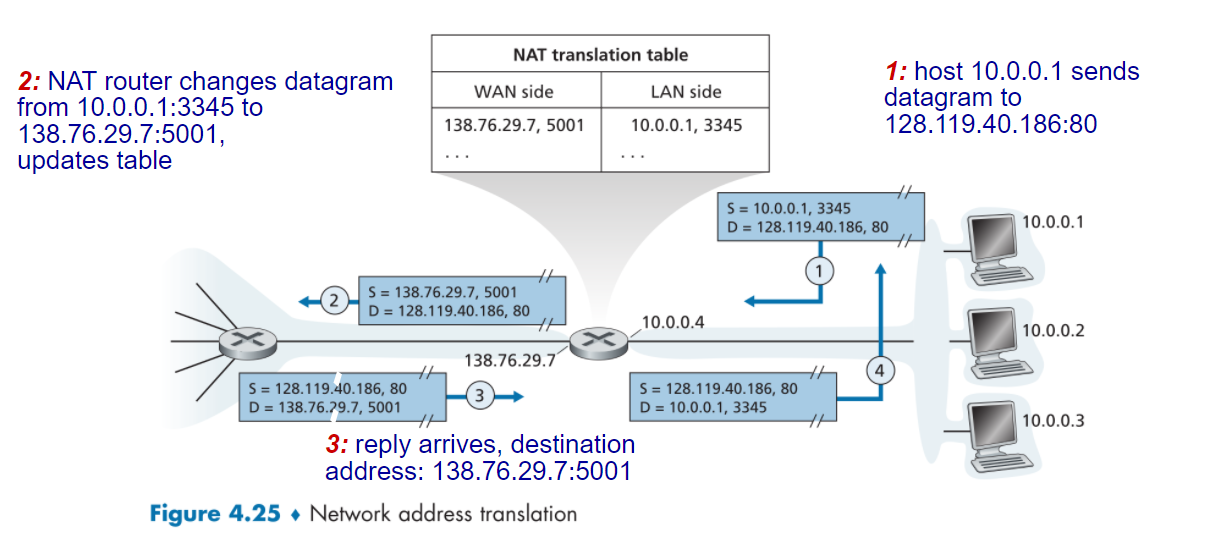 NAT translation table
WAN side
LAN side
138.76.29.7, 5001
10.0.0.1, 3345
. . .
. . .
2: NAT router changes datagram
from 10.0.0.1:3345 to
138.76.29.7:5001,
updates table
1: host 10.0.0.1 sends
datagram to
128.119.40.186:80
S = 10.0.0.1, 3345
D = 128.119.40.186, 80
1
10.0.0.1
2
S = 138.76.29.7, 5001
D = 128.119.40.186, 80
10.0.0.4
10.0.0.2
138.76.29.7
S = 128.119.40.186, 80
D = 138.76.29.7, 5001
3
S = 128.119.40.186, 80
D = 10.0.0.1, 3345
4
10.0.0.3
3: reply arrives, destination
address: 138.76.29.7:5001
Figure 4.25 ♦ Network address translation